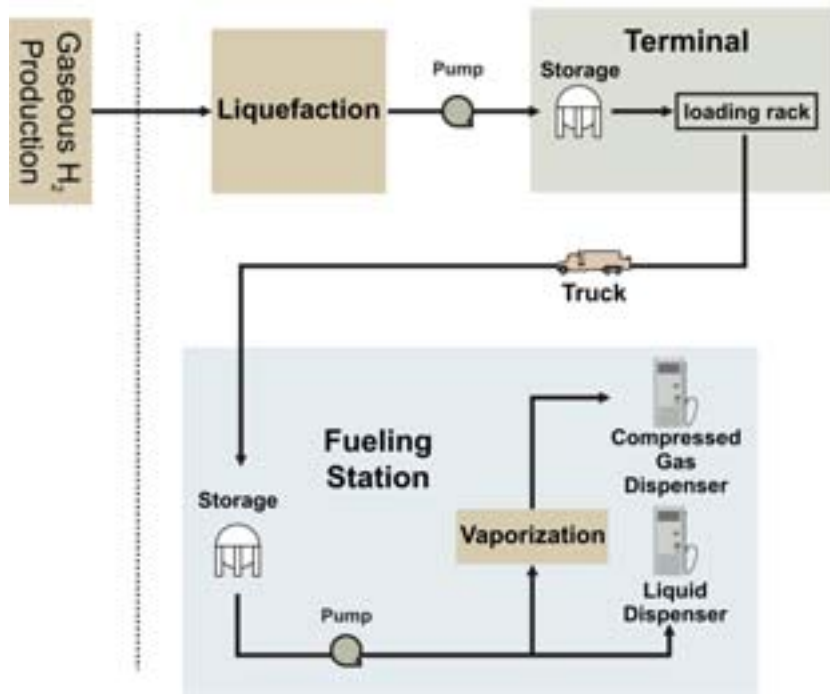 Gaseous H₂
Production
Liquefaction
Pump
Terminal
Storage
loading rack
Truck
Fueling
Station
Storage
Pump
Vaporization
Compressed
Gas
Dispenser
Liquid
Dispenser